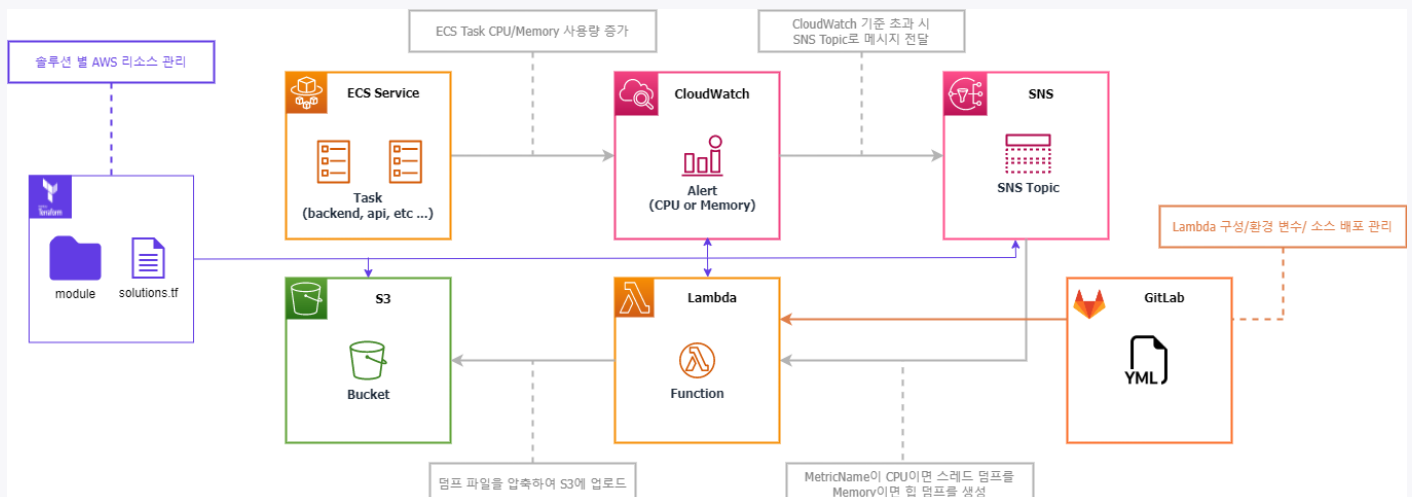 ECS Task CPU/Memory 사용량 증가
CloudWatch 기준 초과 시
SNS Topic로 메시지 전달
솔루션 별 AWS 리소스 관리
ECS Service
Task
(backend, api, etc ...)
CloudWatch
Alert
(CPU or Memory)
SNS
SNS Topic
Terraform
module
solutions.tf
Lambda 구성/환경 변수/ 소스 배포 관리
S3
Bucket
Lambda
Function
GitLab
YML
덤프 파일을 압축하여 S3에 업로드
MetricName이 CPU이면 스레드 덤프를
Memory이면 힙 덤프를 생성